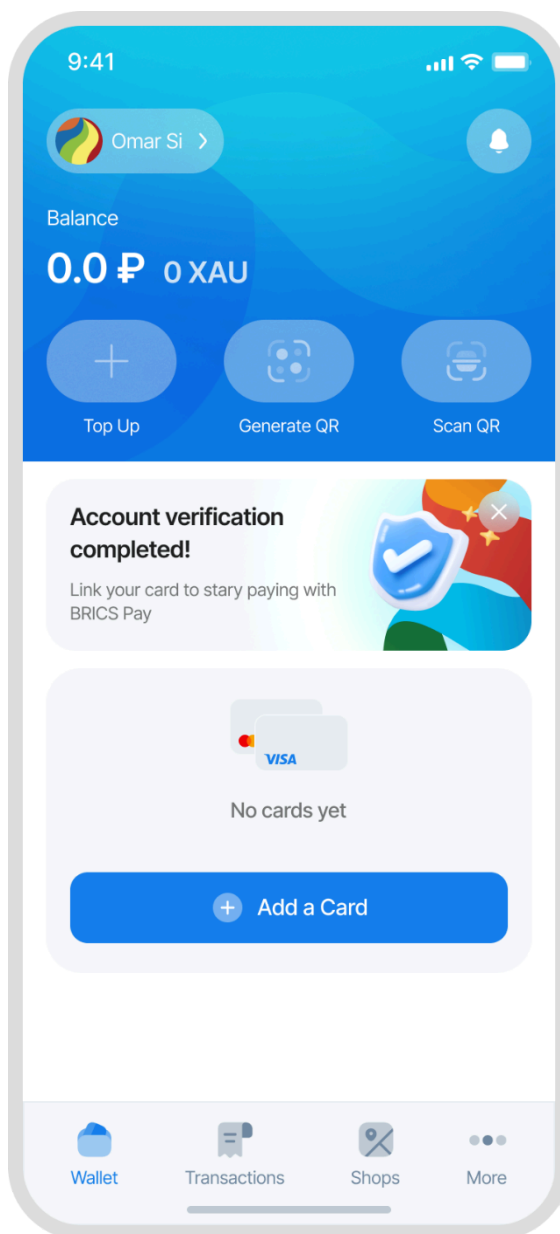 9:41
Omar Si
Balance
0.0 ₽ 0 XAU
Top Up Generate QR Scan QR
Account verification
completed!
Link your card to stary paying with
BRICS Pay
VISA
No cards yet
Add a Card
Wallet Transactions Shops More